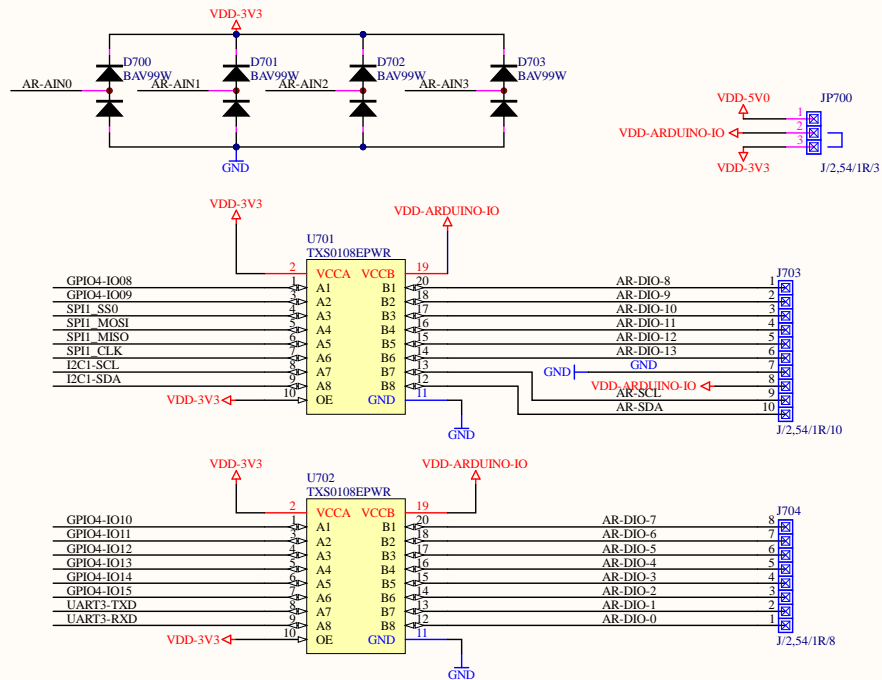 VDD-3V3
D700
BAV99W
D701
BAV99W
D702
BAV99W
D703
BAV99W
AR-AIN0
AR-AIN1
AR-AIN2
AR-AIN3
GND
VDD-5V0
JP700
1
VDD-ARDUINO-IO
2
3
VDD-3V3
J/2,54/1R/3
VDD-3V3
VDD-ARDUINO-IO
U701
TXS0108EPWR
2 VCCA VCCB 19
J703
GPIO4-IO08 1 A1 B1 20 AR-DIO-8 1
GPIO4-IO09 3 A2 B2 18 AR-DIO-9 2
SPI1_SS0 4 A3 B3 17 AR-DIO-10 3
SPI1_MOSI 5 A4 B4 16 AR-DIO-11 4
SPI1_MISO 6 A5 B5 15 AR-DIO-12 5
SPI1_CLK 7 A6 B6 14 AR-DIO-13 6
I2C1-SCL 8 A7 B7 13 GND GND 7
I2C1-SDA 9 A8 B8 12 VDD-ARDUINO-IO 8
VDD-3V3 10 OE GND 11 AR-SCL 9
AR-SDA 10
GND
J/2,54/1R/10
VDD-3V3
VDD-ARDUINO-IO
U702
TXS0108EPWR
2 VCCA VCCB 19
J704
GPIO4-IO10 1 A1 B1 20 AR-DIO-7 8
GPIO4-IO11 3 A2 B2 18 AR-DIO-6 7
GPIO4-IO12 4 A3 B3 17 AR-DIO-5 6
GPIO4-IO13 5 A4 B4 16 AR-DIO-4 5
GPIO4-IO14 6 A5 B5 15 AR-DIO-3 4
GPIO4-IO15 7 A6 B6 14 AR-DIO-2 3
UART3-TXD 8 A7 B7 13 AR-DIO-1 2
UART3-RXD 9 A8 B8 12 AR-DIO-0 1
VDD-3V3 10 OE GND 11
J/2,54/1R/8
GND